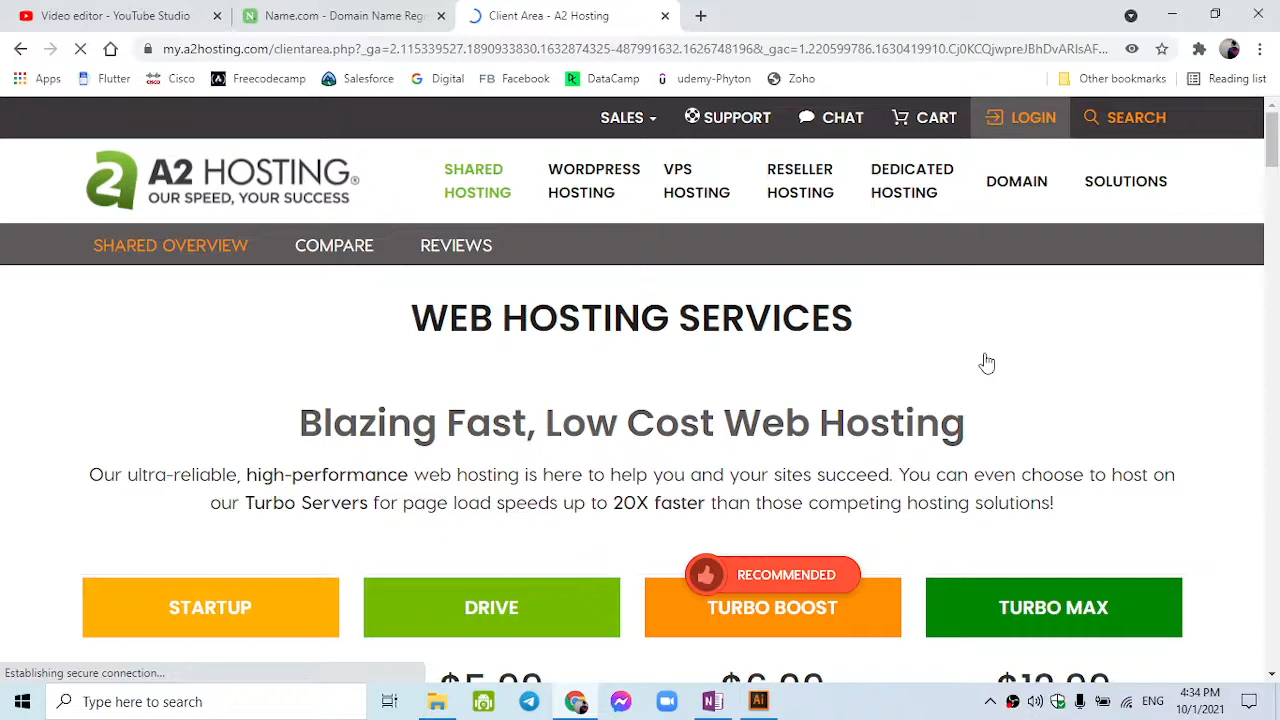 Video editor - YouTube Studio
Name.com - Domain Name Reg
Client Area - A2 Hosting
my.a2hosting.com/clientarea.php?_ga=2.115339527.1890933830.1632874325-487991632.1626748196&_gac=1.220599786.1630419910.Cj0KCQjwpreJBhDvARIsAF...
Apps
Flutter
Cisco
Freecodecamp
Salesforce
Digital
FB Facebook
DataCamp
udemy-Phyton
Zoho
Other bookmarks
Reading list
SALES
SUPPORT
CHAT
CART
LOGIN
SEARCH
A2 HOSTING®
OUR SPEED, YOUR SUCCESS
SHARED
HOSTING
WORDPRESS
HOSTING
VPS
HOSTING
RESELLER
HOSTING
DEDICATED
HOSTING
DOMAIN
SOLUTIONS
SHARED OVERVIEW
COMPARE
REVIEWS
WEB HOSTING SERVICES
Blazing Fast, Low Cost Web Hosting
Our ultra-reliable, high-performance web hosting is here to help you and your sites succeed. You can even choose to host on
our Turbo Servers for page load speeds up to 20X faster than those competing hosting solutions!
RECOMMENDED
STARTUP
DRIVE
TURBO BOOST
TURBO MAX
Establishing secure connection...
Type here to search
ENG
4:34 PM
10/1/2021